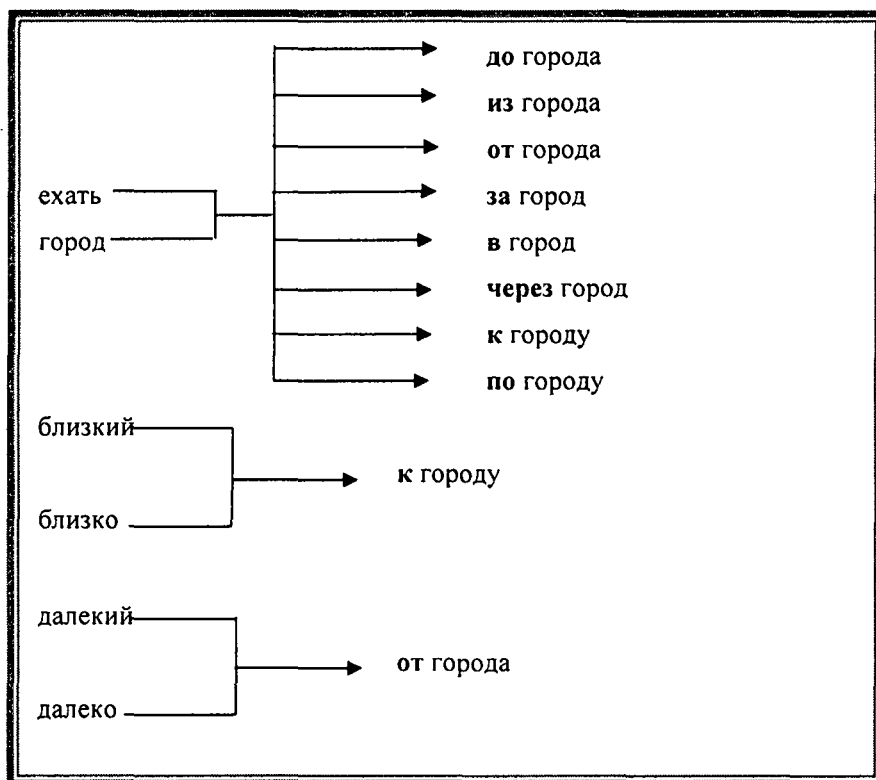 до города
из города
от города
ехать
за город
город
в город
через город
к городу
по городу
близкий
к городу
близко
далекий
от города
далеко